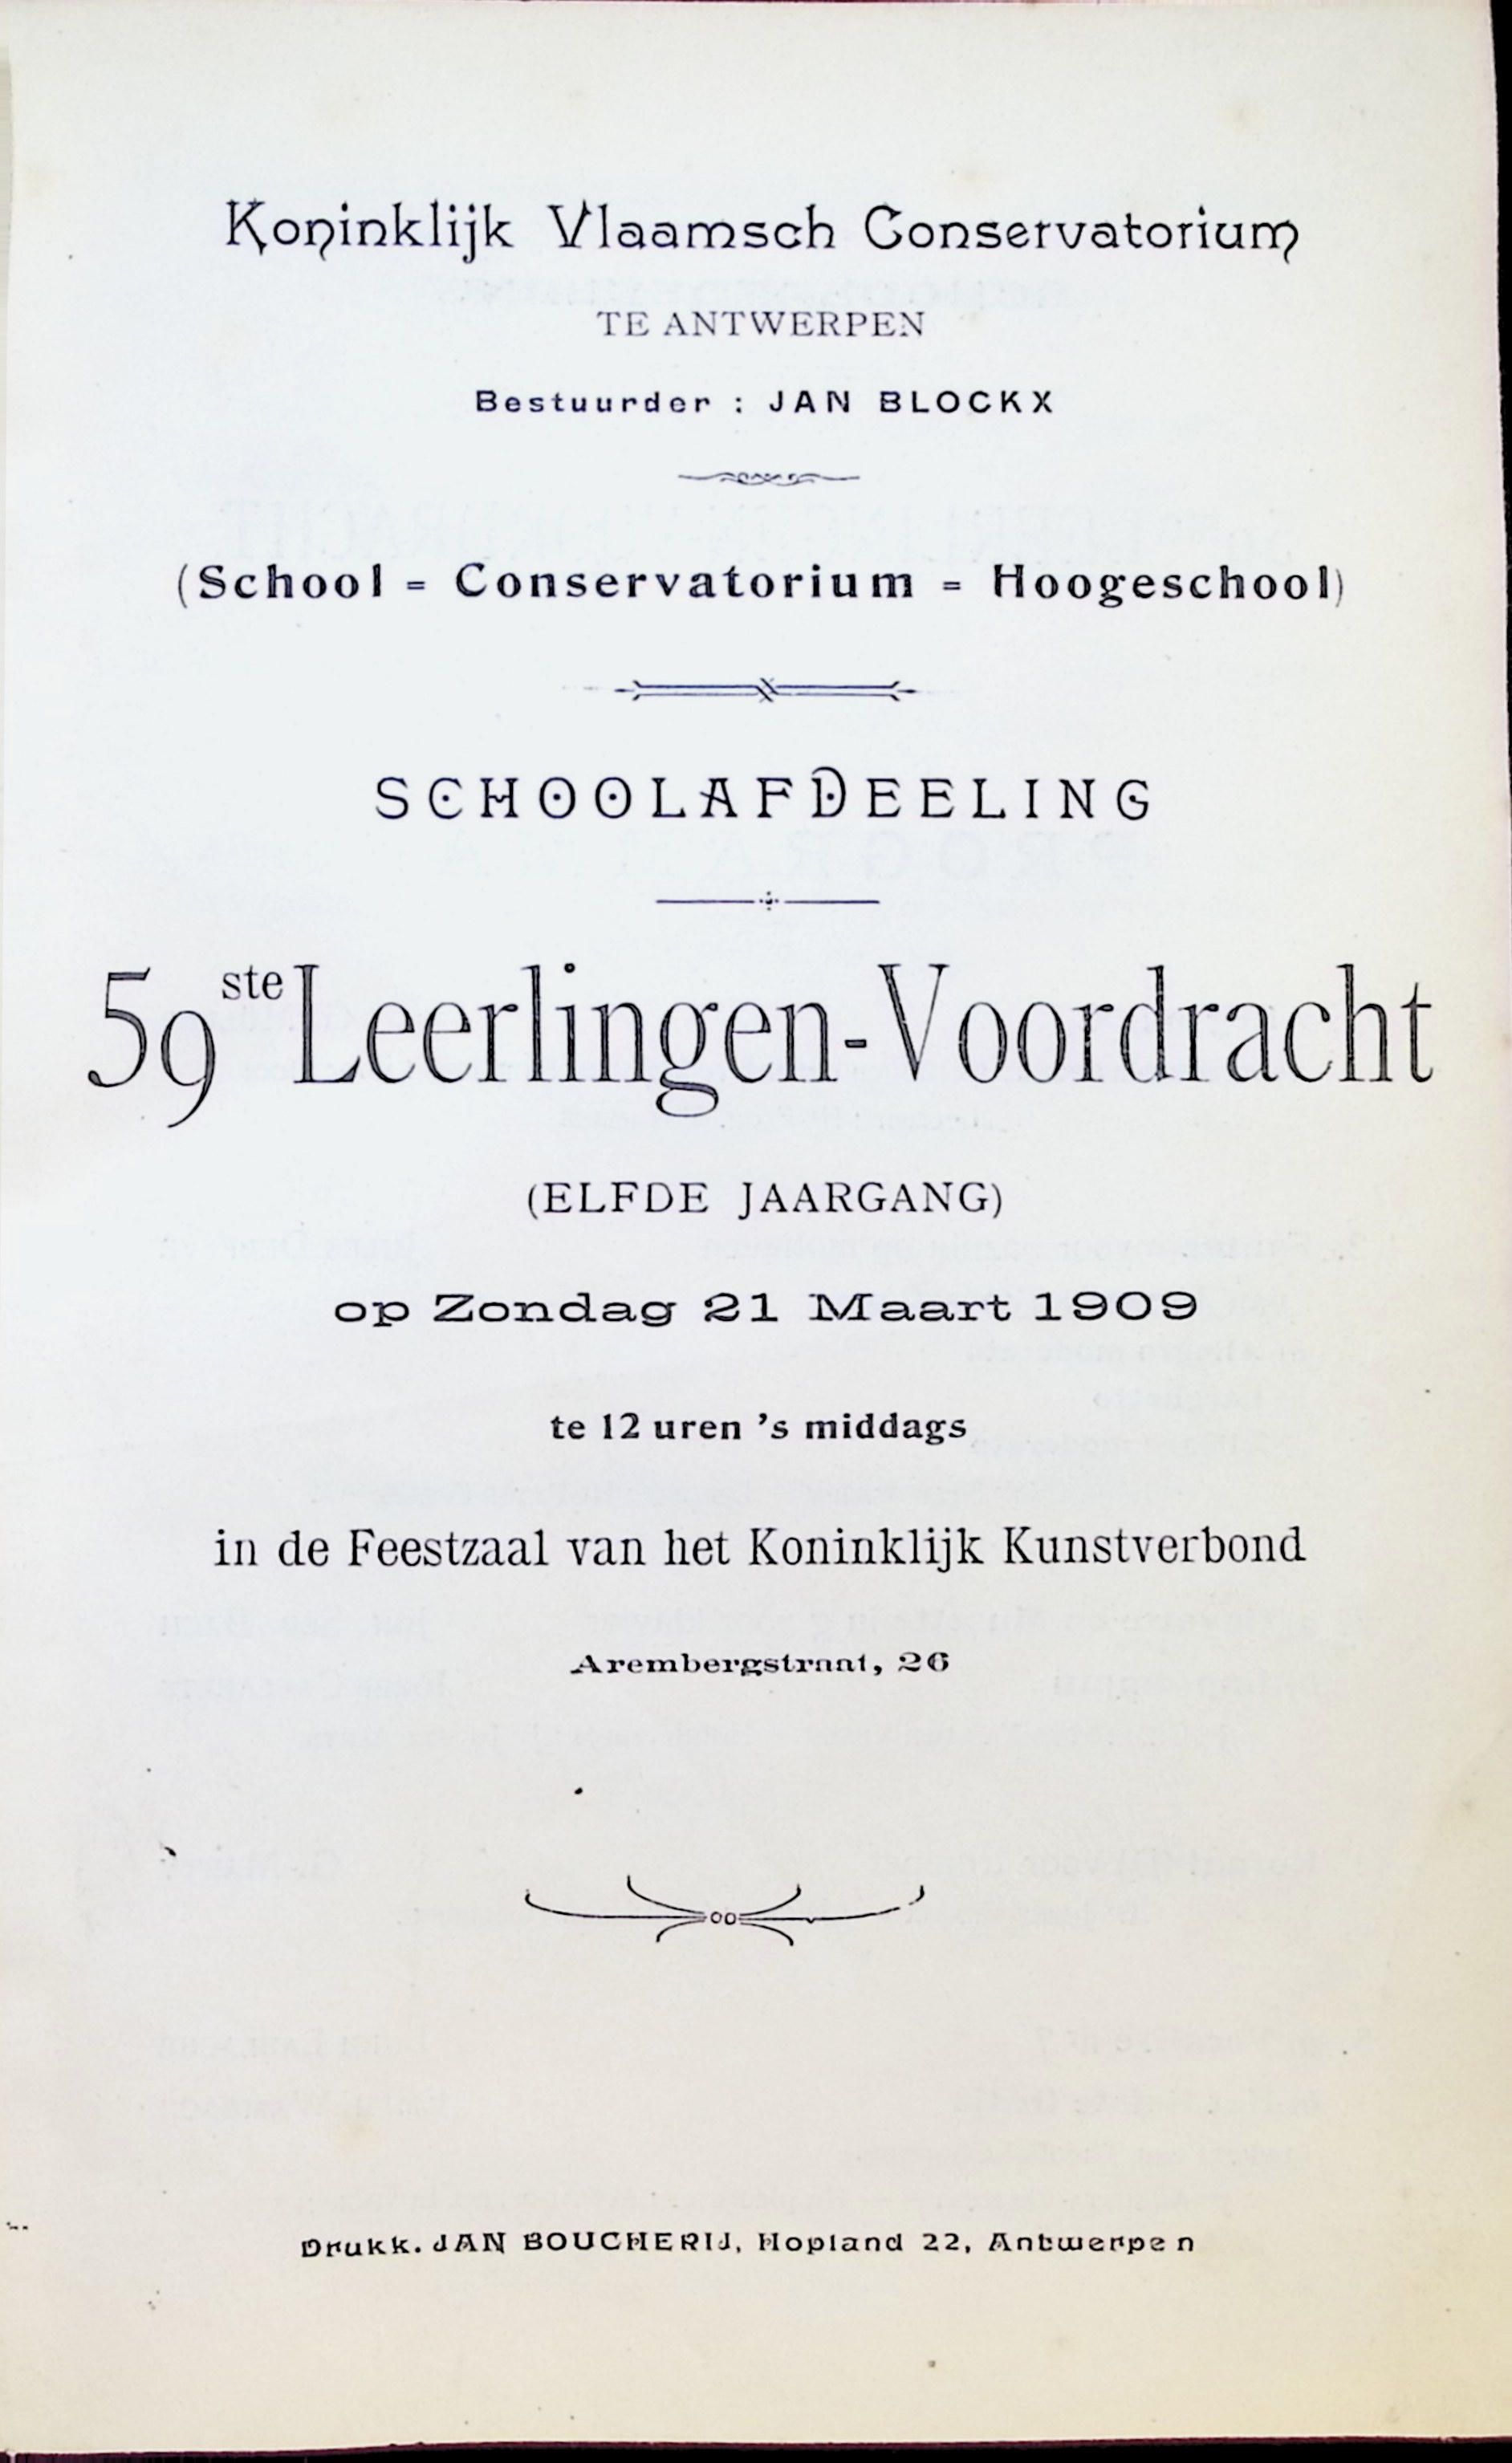 Koninklijk Vlaamsch Conservatorium
TE ANTWERPEN
Bestuurder : JAN BLOCKX
(School = Conservatorium = Hoogeschool)
SCHOOLAFDEELING
59ste Leerlingen-Voordracht
(ELFDE JAARGANG)
op Zondag 21 Maart 1909
te 12 uren 's middags
in de Feestzaal van het Koninklijk Kunstverbond
Arembergstraat, 26
Drukk. JAN BOUCHERIJ, Hopland 22, Antwerpen